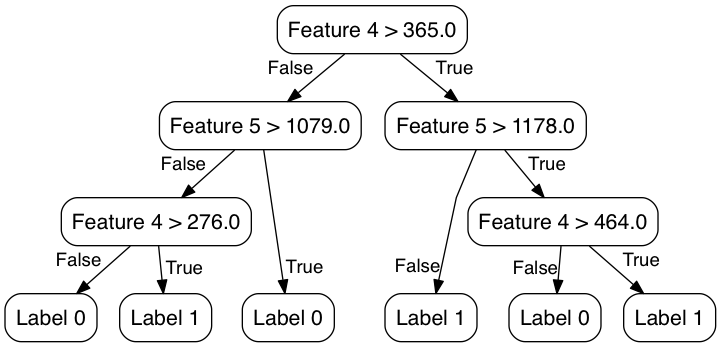 Feature 4 > 365.0
False
True
Feature 5 > 1079.0
Feature 5 > 1178.0
False
True
Feature 4 > 276.0
Feature 4 > 464.0
False
True
True
False
False
True
Label 0
Label 1
Label 0
Label 1
Label 0
Label 1